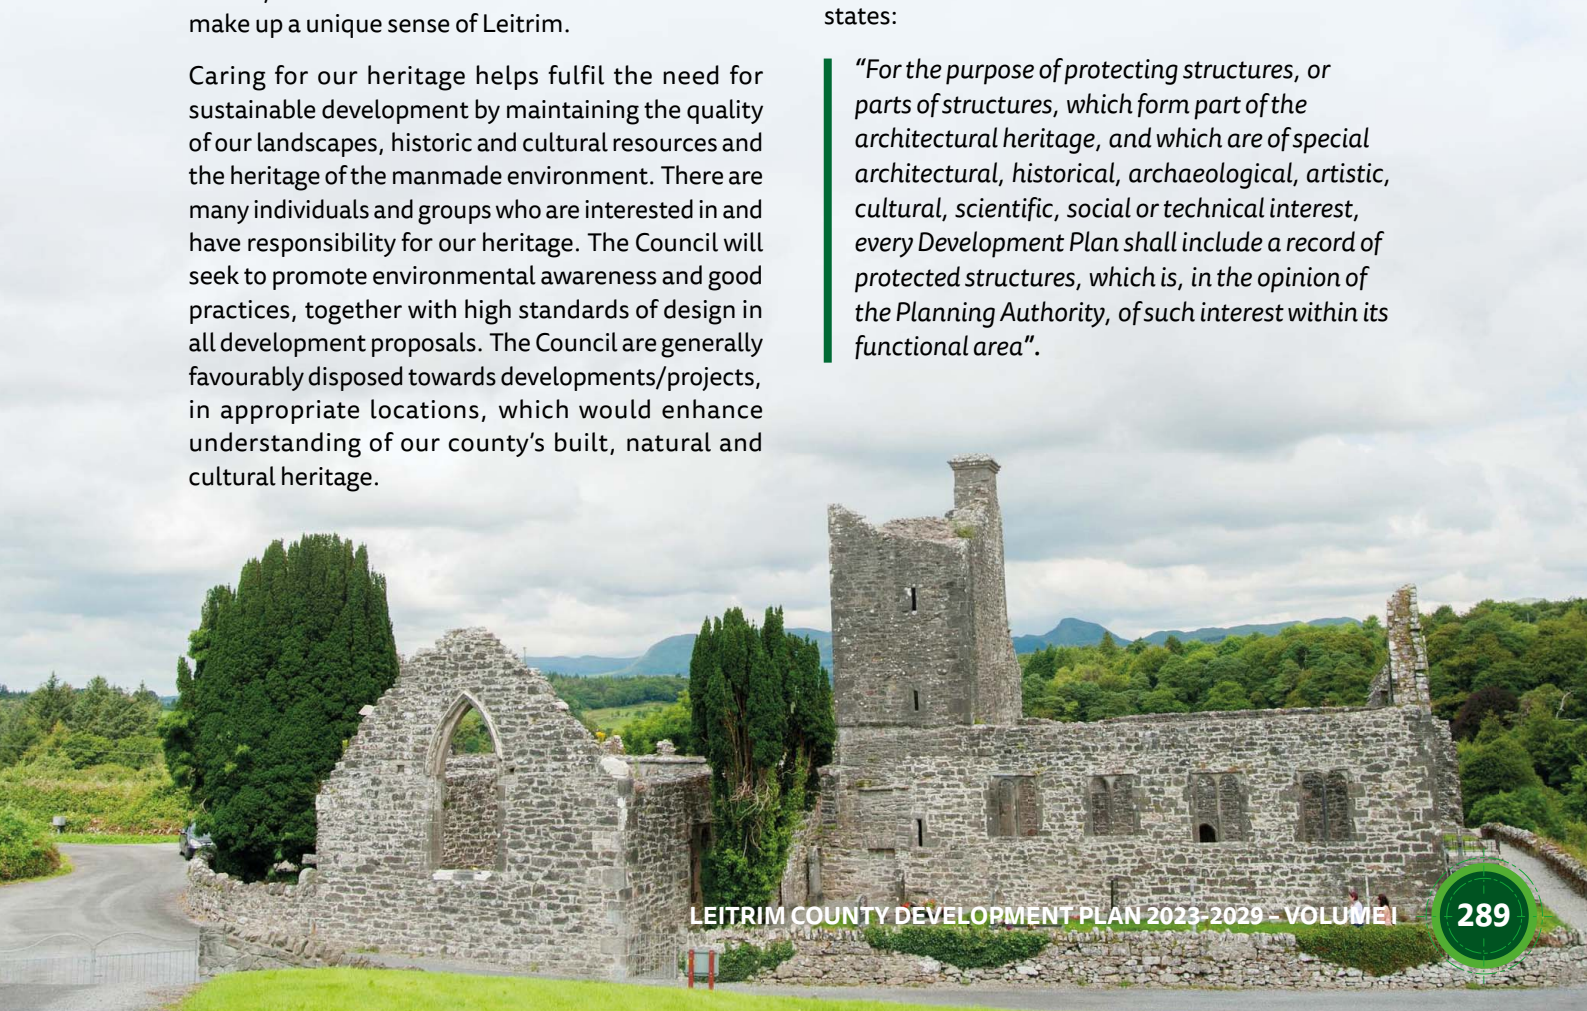 make up a unique sense of Leitrim.
Caring for our heritage helps fulfil the need for
sustainable development by maintaining the quality
of our landscapes, historic and cultural resources and
the heritage of the manmade environment. There are
many individuals and groups who are interested in and
have responsibility for our heritage. The Council will
seek to promote environmental awareness and good
practices, together with high standards of design in
all development proposals. The Council are generally
favourably disposed towards developments/projects,
in appropriate locations, which would enhance
understanding of our county’s built, natural and
cultural heritage.
states:
“For the purpose of protecting structures, or
parts of structures, which form part of the
architectural heritage, and which are of special
architectural, historical, archaeological, artistic,
cultural, scientific, social or technical interest,
every Development Plan shall include a record of
protected structures, which is, in the opinion of
the Planning Authority, of such interest within its
functional area”.
LEITRIM COUNTY DEVELOPMENT PLAN 2023-2029 – VOLUME I
289